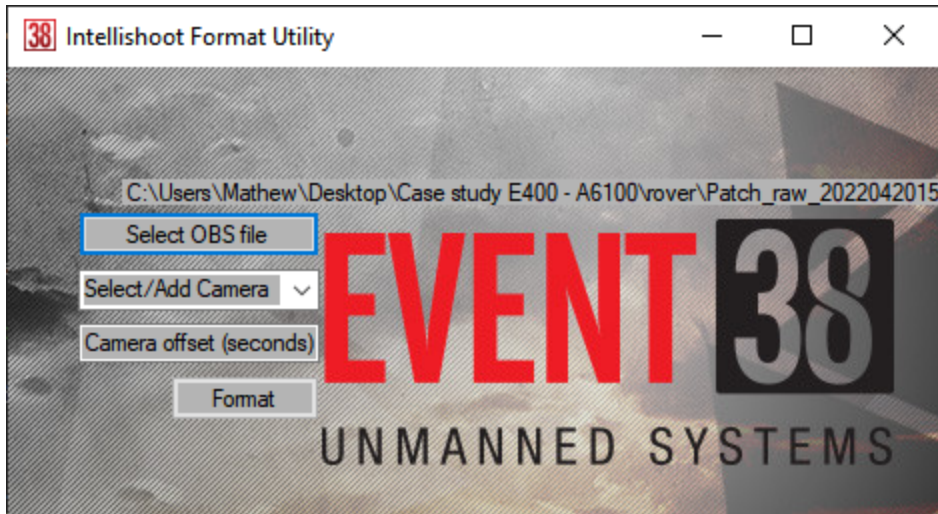 38 Intellishoot Format Utility
C:\Users\Mathew\Desktop\Case study E400 - A6100\rover\Patch_raw_2022042015
Select OBS file
Select/Add Camera
Camera offset (seconds)
Format
EVENT 38
UNMANNED SYSTEMS